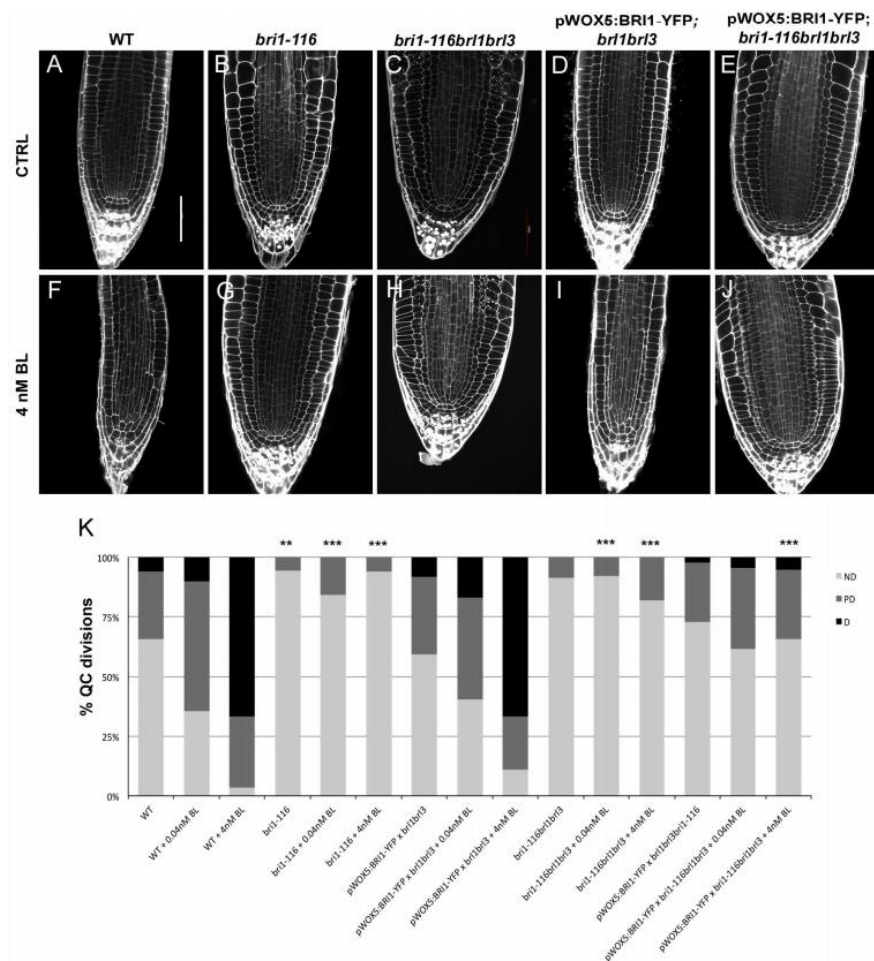 WT
bri1-116
bri1-116brl1brl3
pWOX5:BRI1-YFP;
brl1brl3
pWOX5:BRI1-YFP;
bri1-116brl1brl3
CTRL
A
B
C
D
E
4 nM BL
F
G
H
I
J
K
** *** *** *** *** ***
100%
75%
50%
25%
0%
% QC divisions
ND
PD
D
WT
WT + 0.04nM BL
WT + 4nM BL
bri1-116
bri1-116 + 0.04nM BL
bri1-116 + 4nM BL
pWOX5:BRI1-YFP x brl1brl3
pWOX5:BRI1-YFP x brl1brl3 + 0.04nM BL
pWOX5:BRI1-YFP x brl1brl3 + 4nM BL
bri1-116brl1brl3
bri1-116brl1brl3 + 0.04nM BL
bri1-116brl1brl3 + 4nM BL
pWOX5:BRI1-YFP x brl1brl3bri1-116
pWOX5:BRI1-YFP x bri1-116brl1brl3 + 0.04nM BL
pWOX5:BRI1-YFP x bri1-116brl1brl3 + 4nM BL